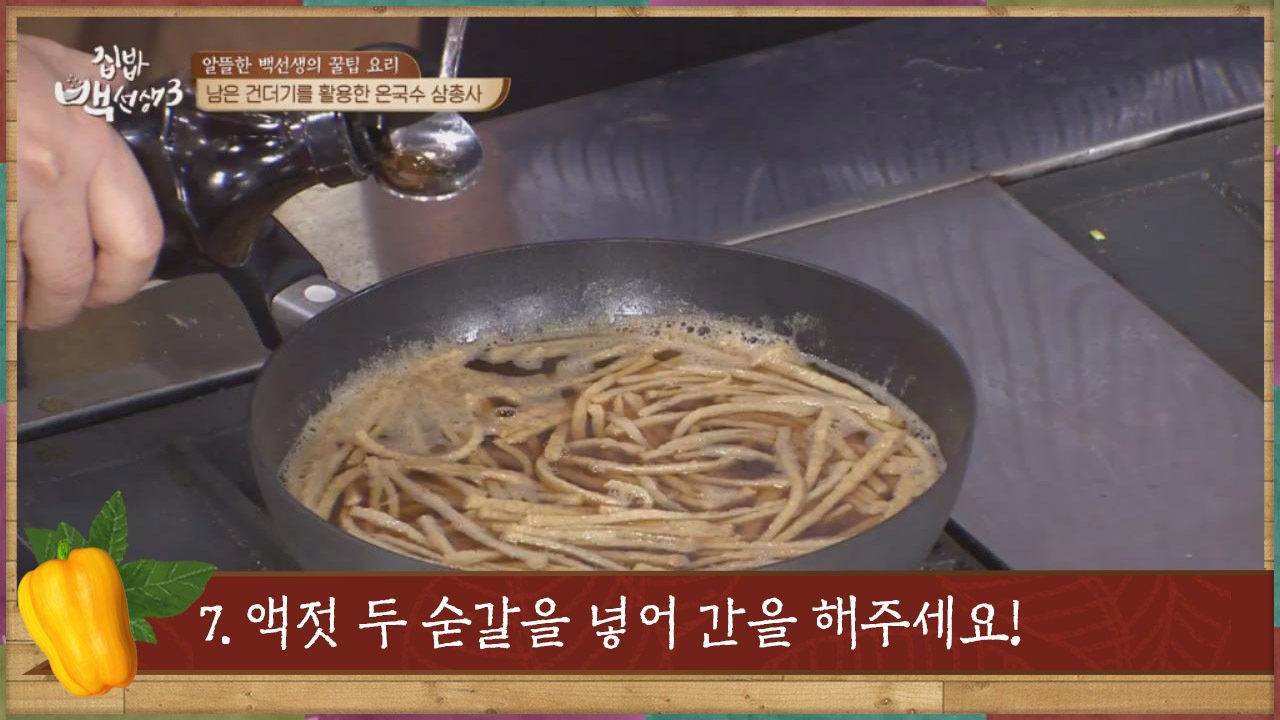 집밥
백선생3
알뜰한 백선생의 꿀팁 요리
남은 건더기를 활용한 온국수 삼총사
7. 액젓 두 숟갈을 넣어 간을 해주세요!